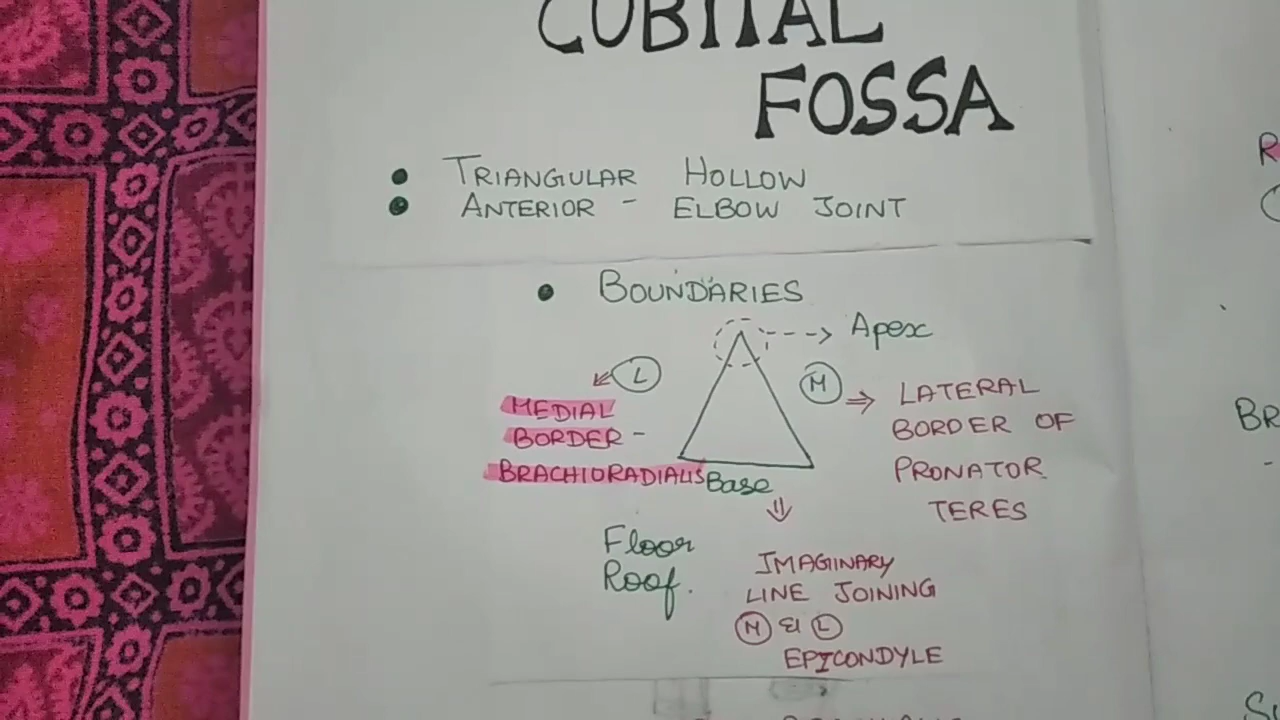 CUBITAL
FOSSA
• TRIANGULAR HOLLOW
• ANTERIOR - ELBOW JOINT
• BOUNDARIES
Apex
L
M
MEDIAL
BORDER -
BRACHIORADIALIS
⇒ LATERAL
BORDER OF
PRONATOR
TERES
Base
Floor
Roof.
IMAGINARY
LINE JOINING
M & L
EPICONDYLE
BR
-